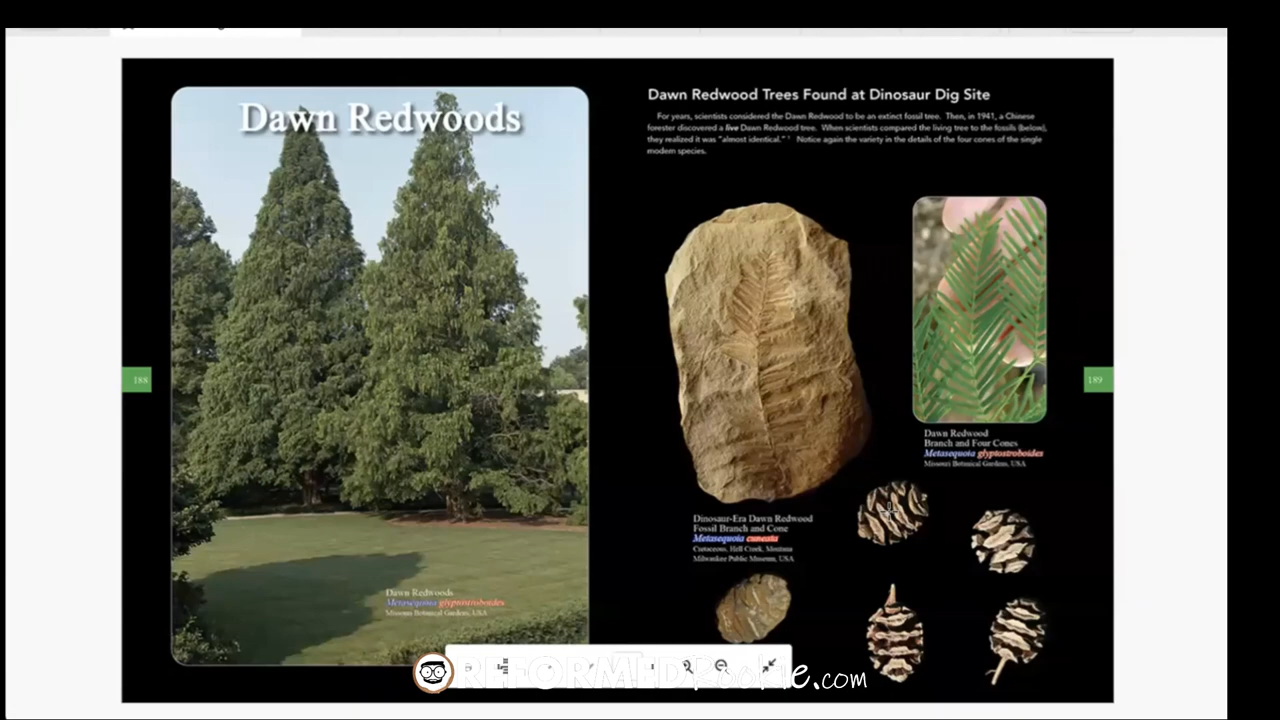 Dawn Redwoods
188
Dawn Redwoods
Metasequoia glyptostroboides
Missouri Botanical Gardens, USA
Dawn Redwood Trees Found at Dinosaur Dig Site
For years, scientists considered the Dawn Redwood to be an extinct fossil tree. Then, in 1941, a Chinese
forester discovered a live Dawn Redwood tree. When scientists compared the living tree to the fossils (below),
they realized it was "almost identical." Notice again the variety in the details of the four cones of the single
modern species.
189
Dawn Redwood
Branch and Four Cones
Metasequoia glyptostroboides
Missouri Botanical Gardens, USA
Dinosaur-Era Dawn Redwood
Fossil Branch and Cone
Metasequoia cuneata
Cretaceous, Hell Creek, Montana
Milwaukee Public Museum, USA
REFORMED Rookie.com